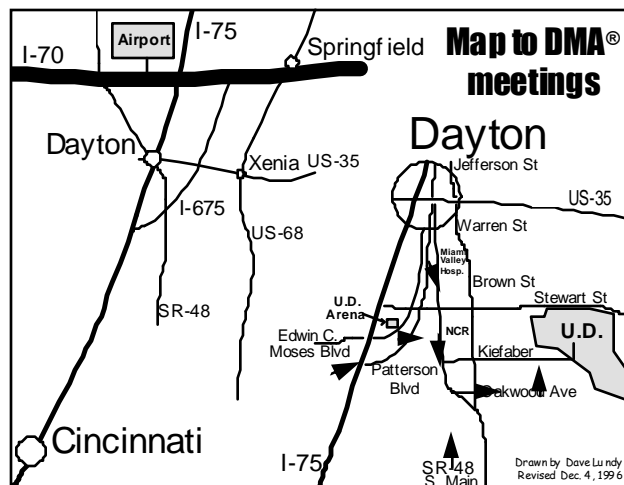 Map to DMA®
meetings
I-70
Airport
I-75
Springfield
Dayton
Xenia
US-35
I-675
US-68
SR-48
Cincinnati
Dayton
Jefferson St
US-35
Warren St
Miami
Valley
Hosp.
Brown St
Stewart St
U.D.
Arena
U.D.
Edwin C.
Moses Blvd
NCR
Kiefaber
Patterson
Blvd
Oakwood Ave
I-75
SR-48
S. Main
Drawn by Dave Lundy
Revised Dec. 4, 1996